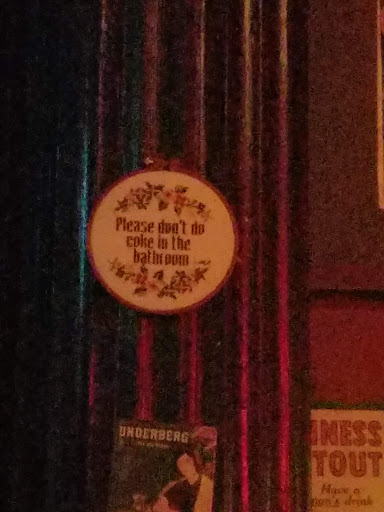 Please don't do
coke in the
bathroom
UNDERBERG
NESS
TOUT
Have a
drink